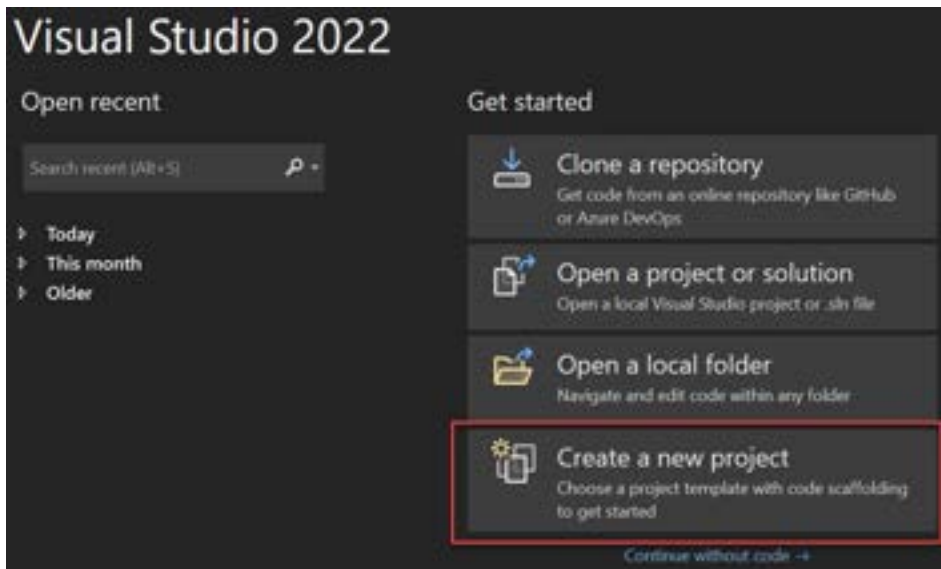 Visual Studio 2022
Open recent
Search recent (Alt+S)
Today
This month
Older
Get started
Clone a repository
Get code from an online repository like GitHub
or Azure DevOps
Open a project or solution
Open a local Visual Studio project or .sln file
Open a local folder
Navigate and edit code within any folder
Create a new project
Choose a project template with code scaffolding
to get started
Continue without code →